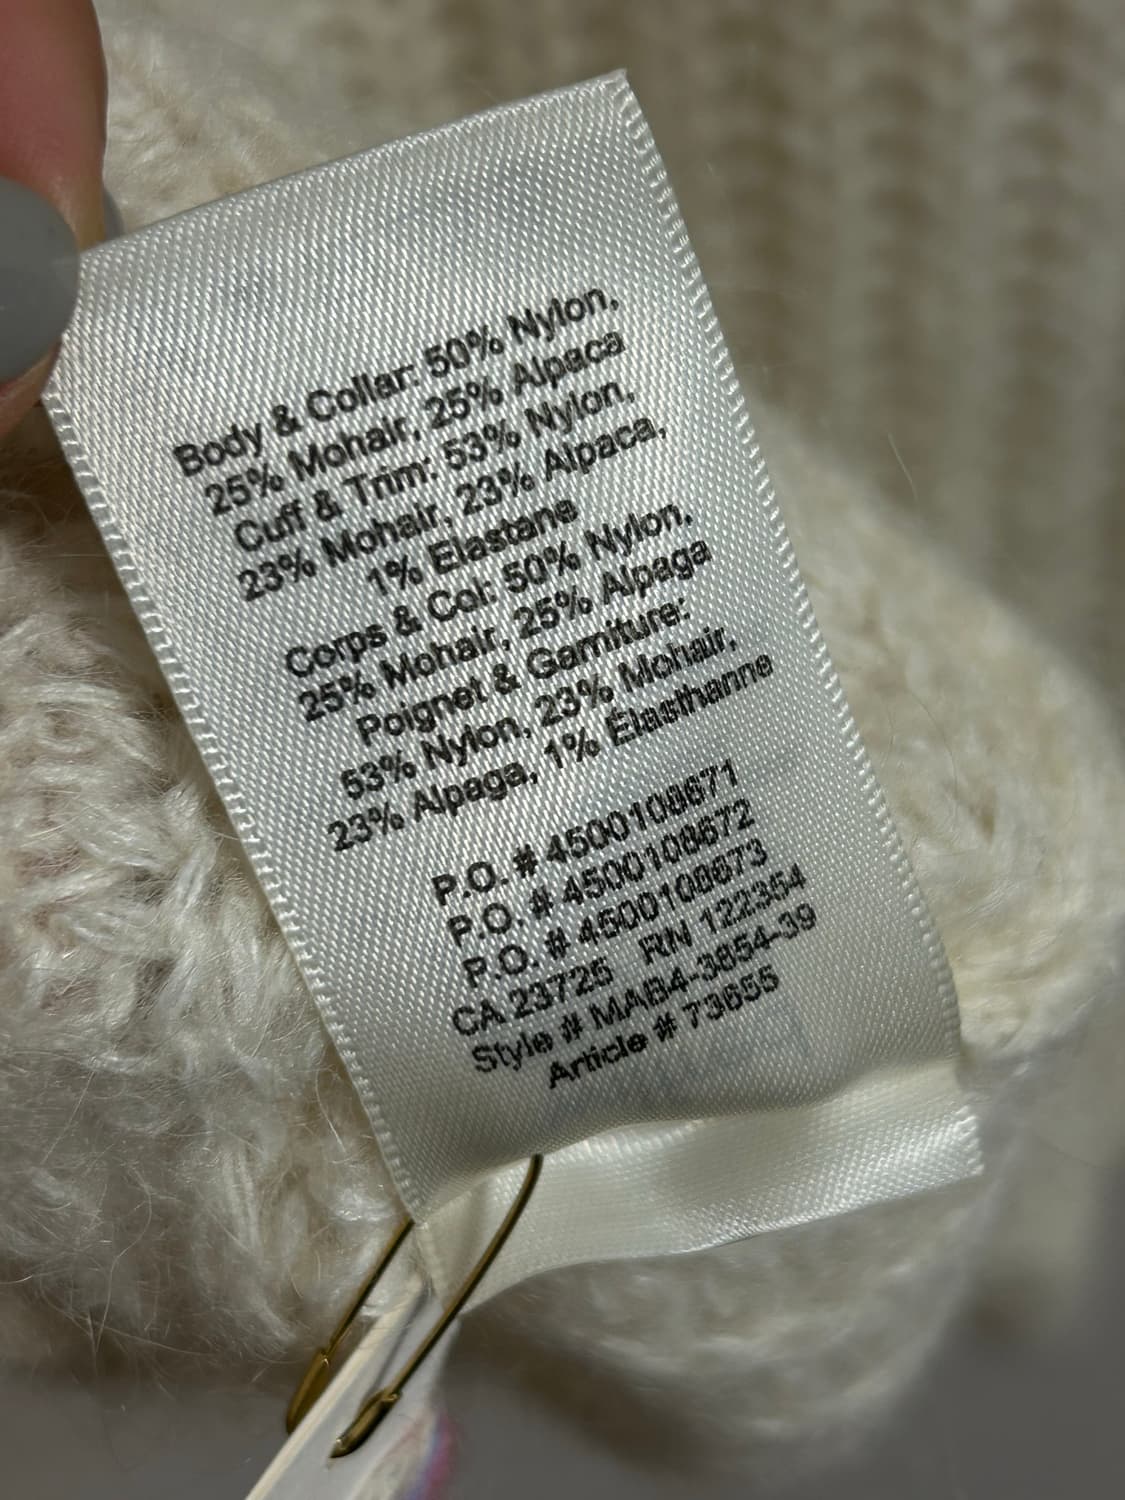 Body & Collar: 50% Nylon,
25% Mohair, 25% Alpaca
Cuff & Trim: 53% Nylon,
23% Mohair, 23% Alpaca,
1% Elastane
Corps & Col: 50% Nylon,
25% Mohair, 25% Alpaga
Poignet & Garniture:
53% Nylon, 23% Mohair,
23% Alpaga, 1% Élasthanne
P.O. # 4500108671
P.O. # 4500108672
P.O. # 4500108673
CA 23725 RN 122354
Style # MAB4-3854-39
Article # 73655